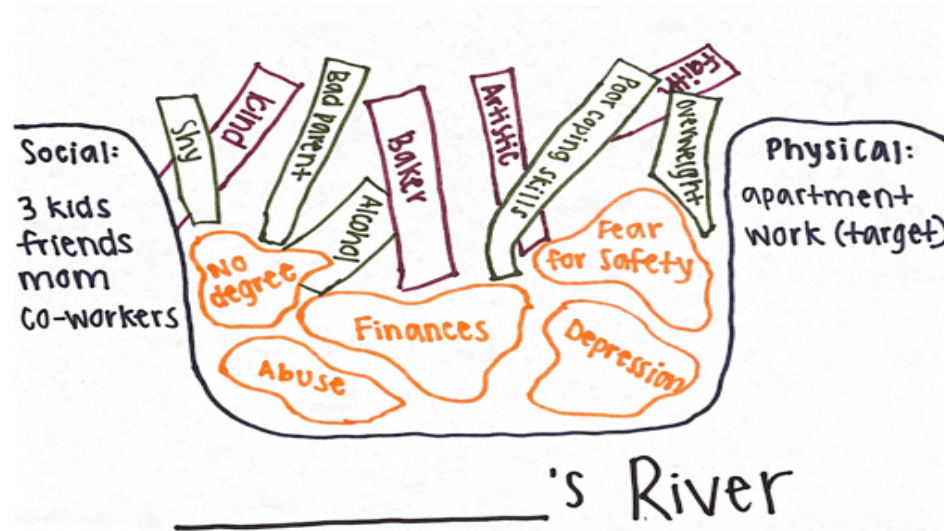 Shy
Kind
Bad parent
Alcohol
Baker
Artistic
Poor coping skills
faith
overweight
Social:
3 kids
friends
mom
co-workers
Physical:
apartment
work (target)
No
degree
Finances
Fear
for Safety
Abuse
Depression
's River